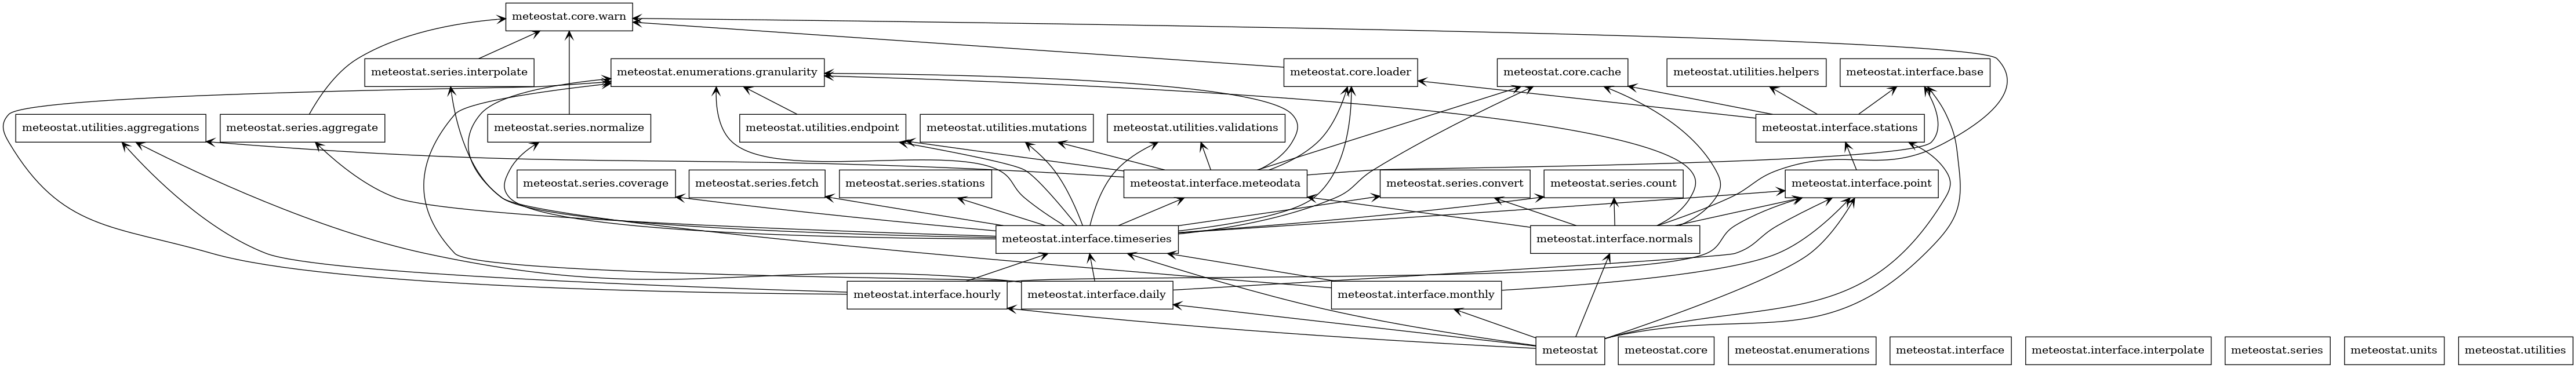 meteostat.core.warn
meteostat.series.interpolate
meteostat.enumerations.granularity
meteostat.core.loader
meteostat.core.cache
meteostat.utilities.helpers
meteostat.interface.base
meteostat.utilities.aggregations
meteostat.series.aggregate
meteostat.series.normalize
meteostat.utilities.endpoint
meteostat.utilities.mutations
meteostat.utilities.validations
meteostat.interface.stations
meteostat.series.coverage
meteostat.series.fetch
meteostat.series.stations
meteostat.interface.meteodata
meteostat.series.convert
meteostat.series.count
meteostat.interface.point
meteostat.interface.timeseries
meteostat.interface.normals
meteostat.interface.hourly
meteostat.interface.daily
meteostat.interface.monthly
meteostat
meteostat.core
meteostat.enumerations
meteostat.interface
meteostat.interface.interpolate
meteostat.series
meteostat.units
meteostat.utilities